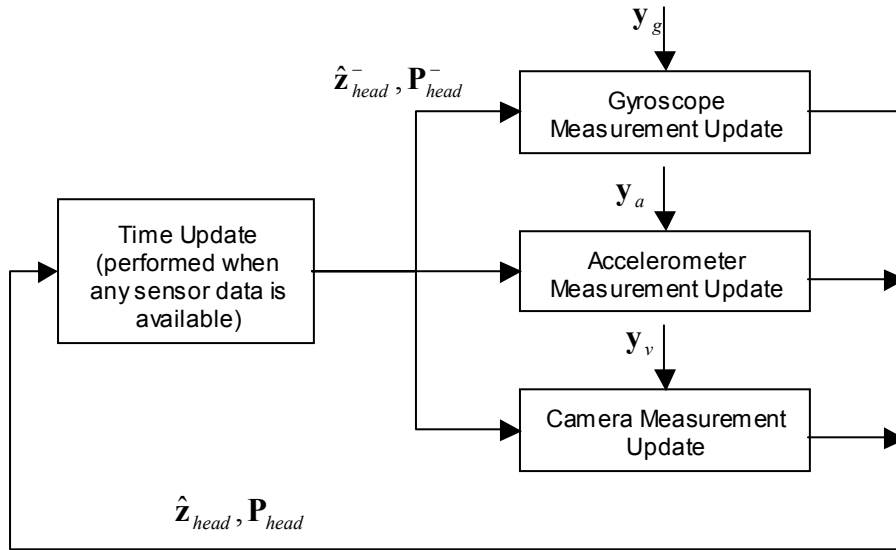 y_g
ẑ⁻_head , P⁻_head
Gyroscope
Measurement Update
y_a
Time Update
(performed when
any sensor data is
available)
Accelerometer
Measurement Update
y_v
Camera Measurement
Update
ẑ_head , P_head